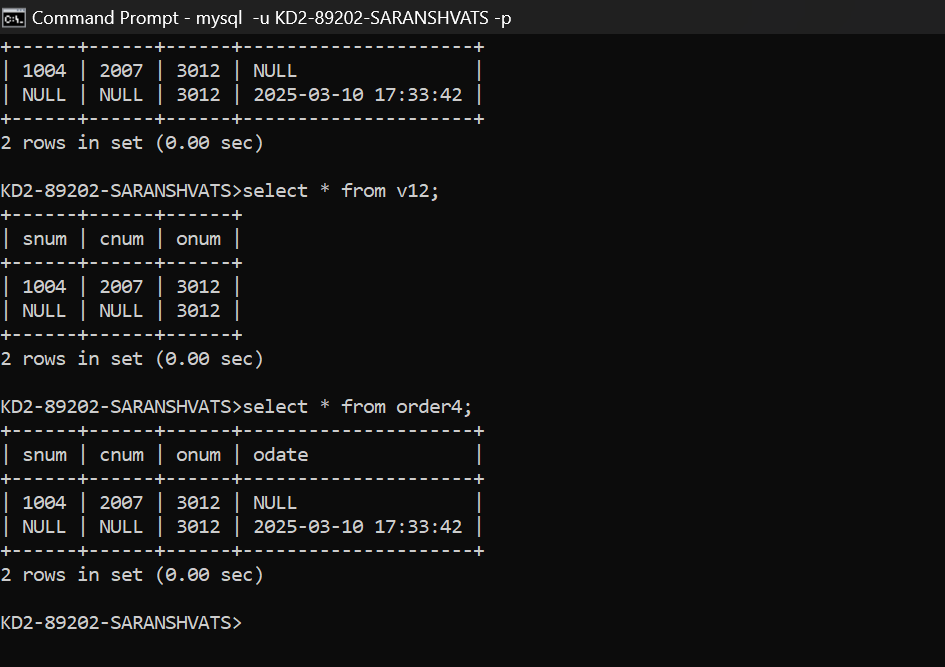 Command Prompt - mysql  -u KD2-89202-SARANSHVATS -p
+------+------+------+---------------------+
| 1004 | 2007 | 3012 | NULL                |
| NULL | NULL | 3012 | 2025-03-10 17:33:42 |
+------+------+------+---------------------+
2 rows in set (0.00 sec)

KD2-89202-SARANSHVATS>select * from v12;
+------+------+------+
| snum | cnum | onum |
+------+------+------+
| 1004 | 2007 | 3012 |
| NULL | NULL | 3012 |
+------+------+------+
2 rows in set (0.00 sec)

KD2-89202-SARANSHVATS>select * from order4;
+------+------+------+---------------------+
| snum | cnum | onum | odate               |
+------+------+------+---------------------+
| 1004 | 2007 | 3012 | NULL                |
| NULL | NULL | 3012 | 2025-03-10 17:33:42 |
+------+------+------+---------------------+
2 rows in set (0.00 sec)

KD2-89202-SARANSHVATS>